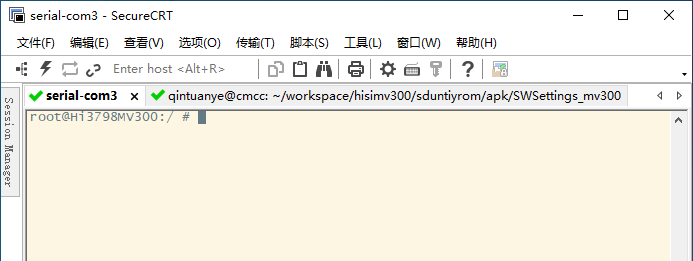 serial-com3 - SecureCRT
文件(F) 编辑(E) 查看(V) 选项(O) 传输(T) 脚本(S) 工具(L) 窗口(W) 帮助(H)
Enter host <Alt+R>
serial-com3 qintuanye@cmcc: ~/workspace/hisimv300/sduntiyrom/apk/SWSettings_mv300
Session Manager
root@Hi3798MV300:/ #